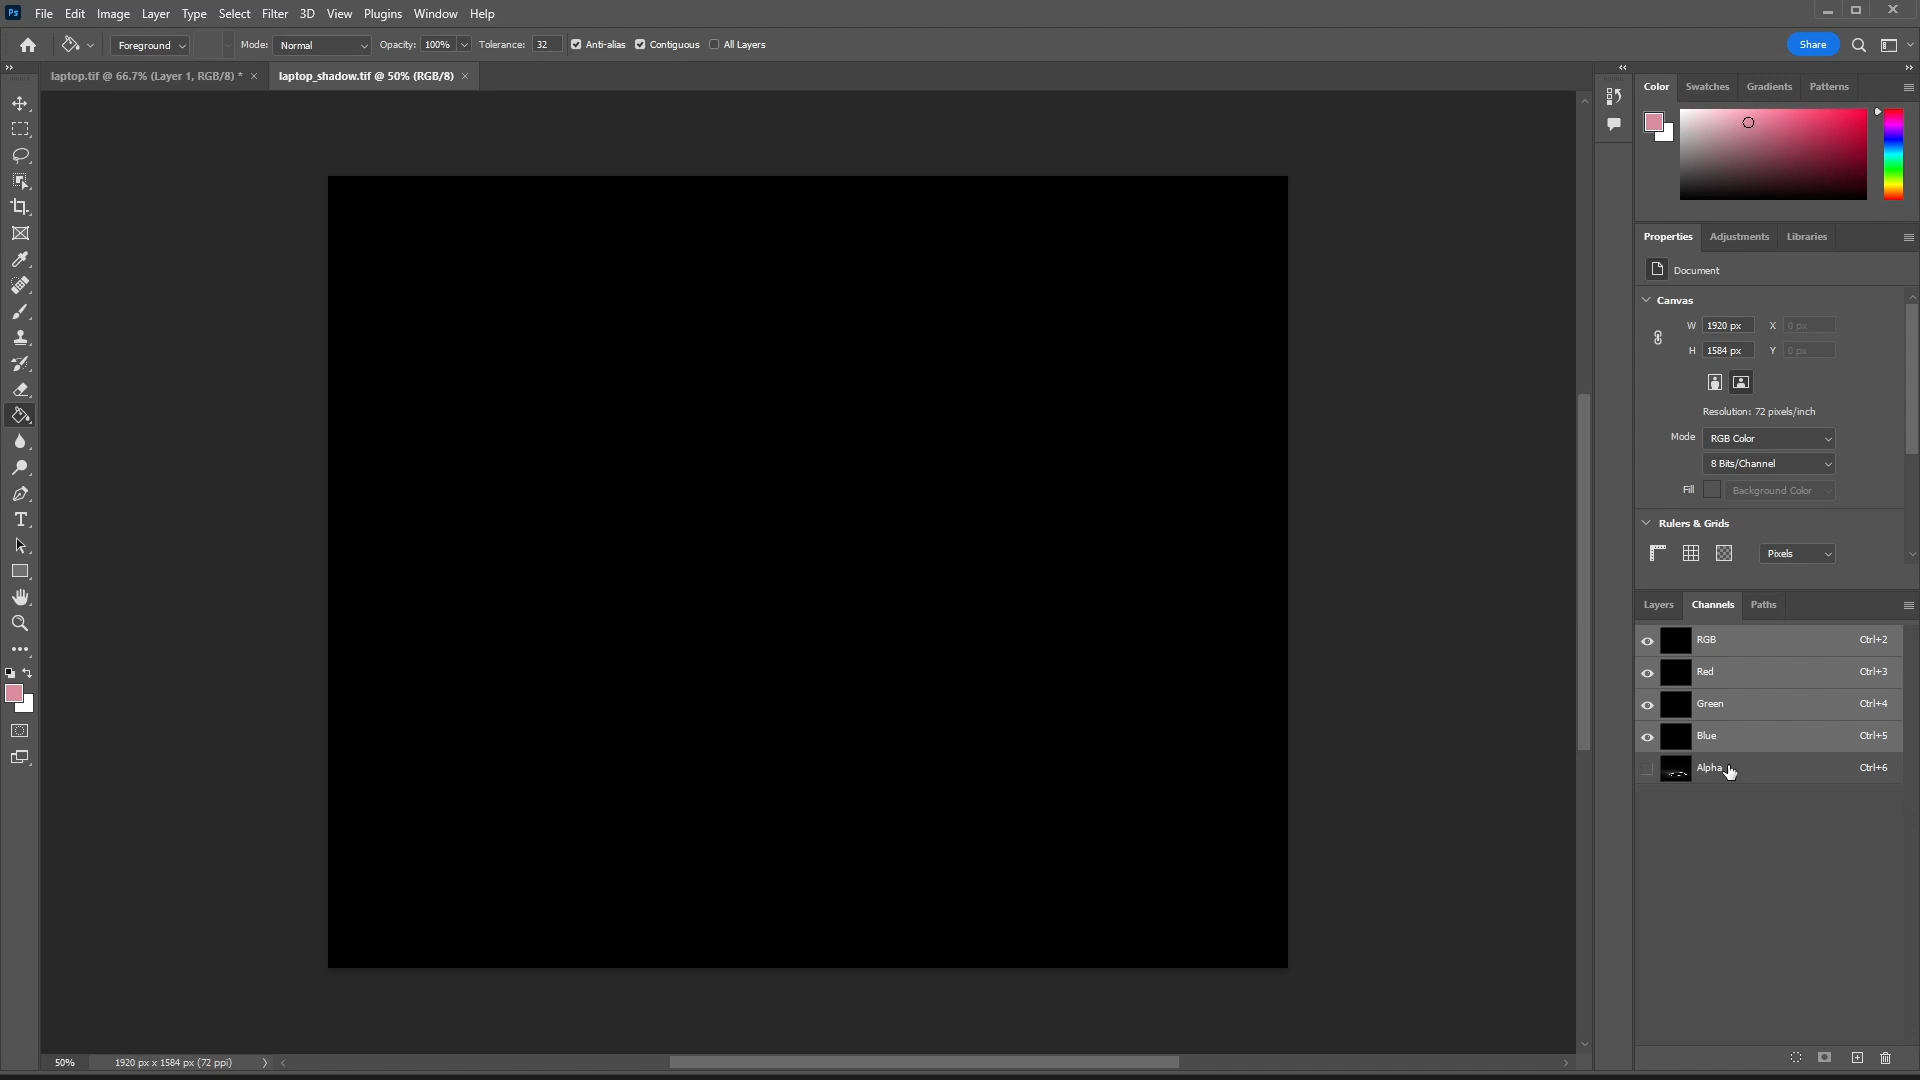 Ps File Edit Image Layer Type Select Filter 3D View Plugins Window Help
Foreground Mode: Normal Opacity: 100% Tolerance: 32 Anti-alias Contiguous All Layers Share
laptop.tif @ 66.7% (Layer 1, RGB/8) * laptop_shadow.tif @ 50% (RGB/8)
Color Swatches Gradients Patterns
Properties Adjustments Libraries
Document
Canvas
W 1920 px X 0 px
H 1584 px Y 0 px
Resolution: 72 pixels/inch
Mode RGB Color
8 Bits/Channel
Fill Background Color
Rulers & Grids
Pixels
Layers Channels Paths
RGB Ctrl+2
Red Ctrl+3
Green Ctrl+4
Blue Ctrl+5
Alpha Ctrl+6
50% 1920 px x 1584 px (72 ppi)